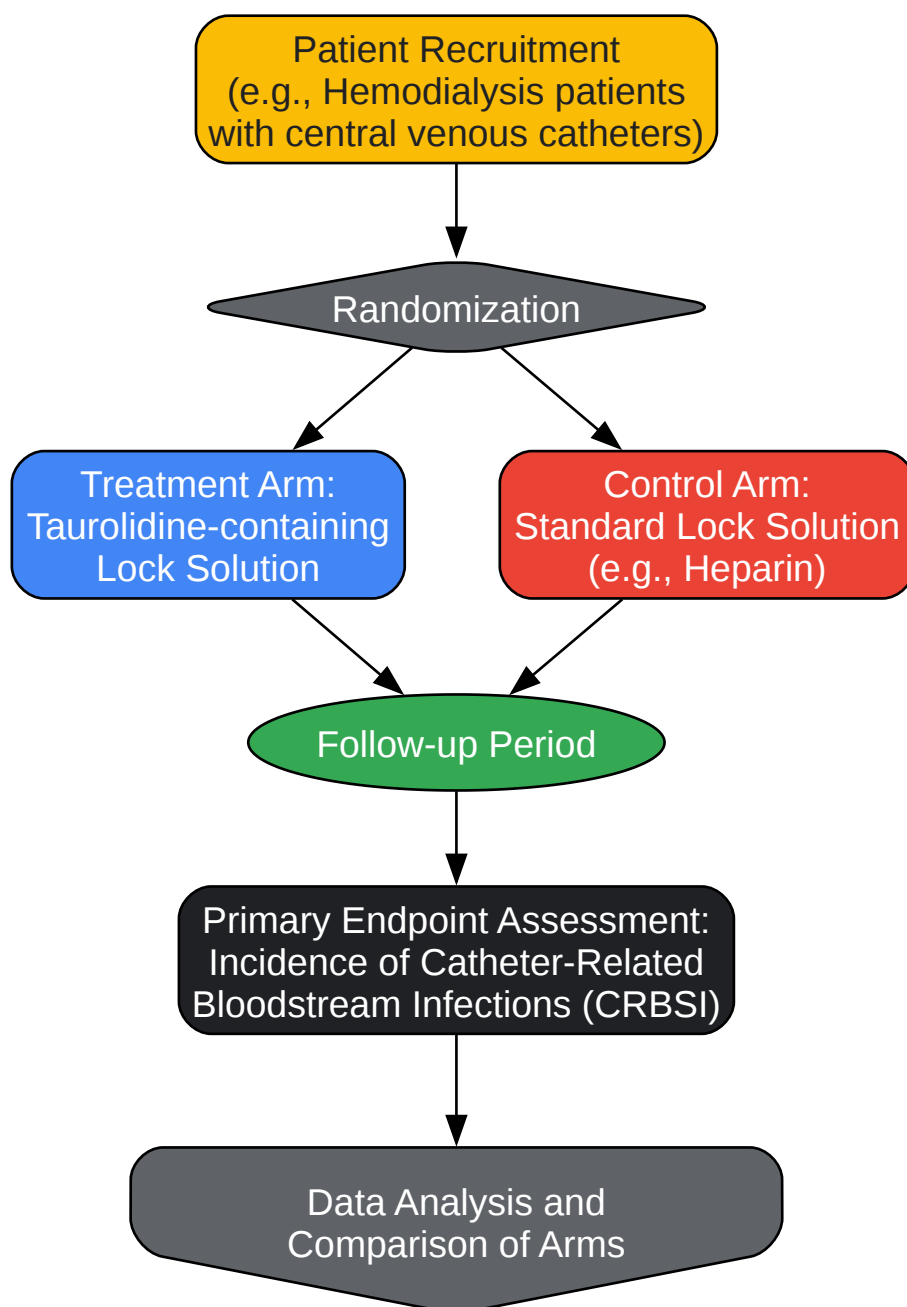 Patient Recruitment
(e.g., Hemodialysis patients
with central venous catheters)
Randomization
Treatment Arm:
Taurolidine-containing
Lock Solution
Control Arm:
Standard Lock Solution
(e.g., Heparin)
Follow-up Period
Primary Endpoint Assessment:
Incidence of Catheter-Related
Bloodstream Infections (CRBSI)
Data Analysis and
Comparison of Arms